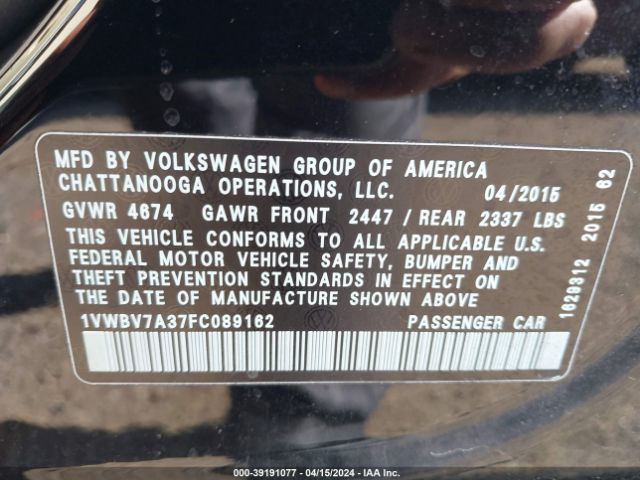 MFD BY VOLKSWAGEN GROUP OF AMERICA
CHATTANOOGA OPERATIONS, LLC. 04/2015
GVWR 4674 GAWR FRONT 2447 / REAR 2337 LBS
THIS VEHICLE CONFORMS TO ALL APPLICABLE U.S.
FEDERAL MOTOR VEHICLE SAFETY, BUMPER AND
THEFT PREVENTION STANDARDS IN EFFECT ON
THE DATE OF MANUFACTURE SHOWN ABOVE
1VWBV7A37FC089162 PASSENGER CAR
1629312 2015 62
000-39191077 - 04/15/2024 - IAA Inc.